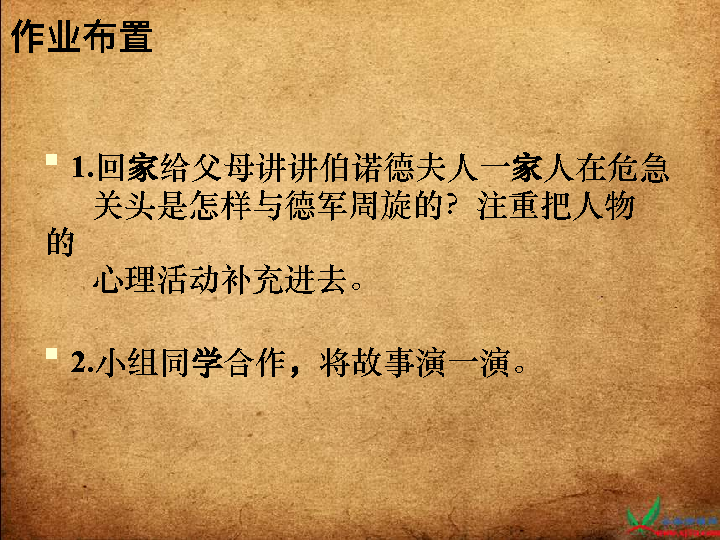 作业布置
1.回家给父母讲讲伯诺德夫人一家人在危急
关头是怎样与德军周旋的？注重把人物
的
心理活动补充进去。
2.小组同学合作，将故事演一演。